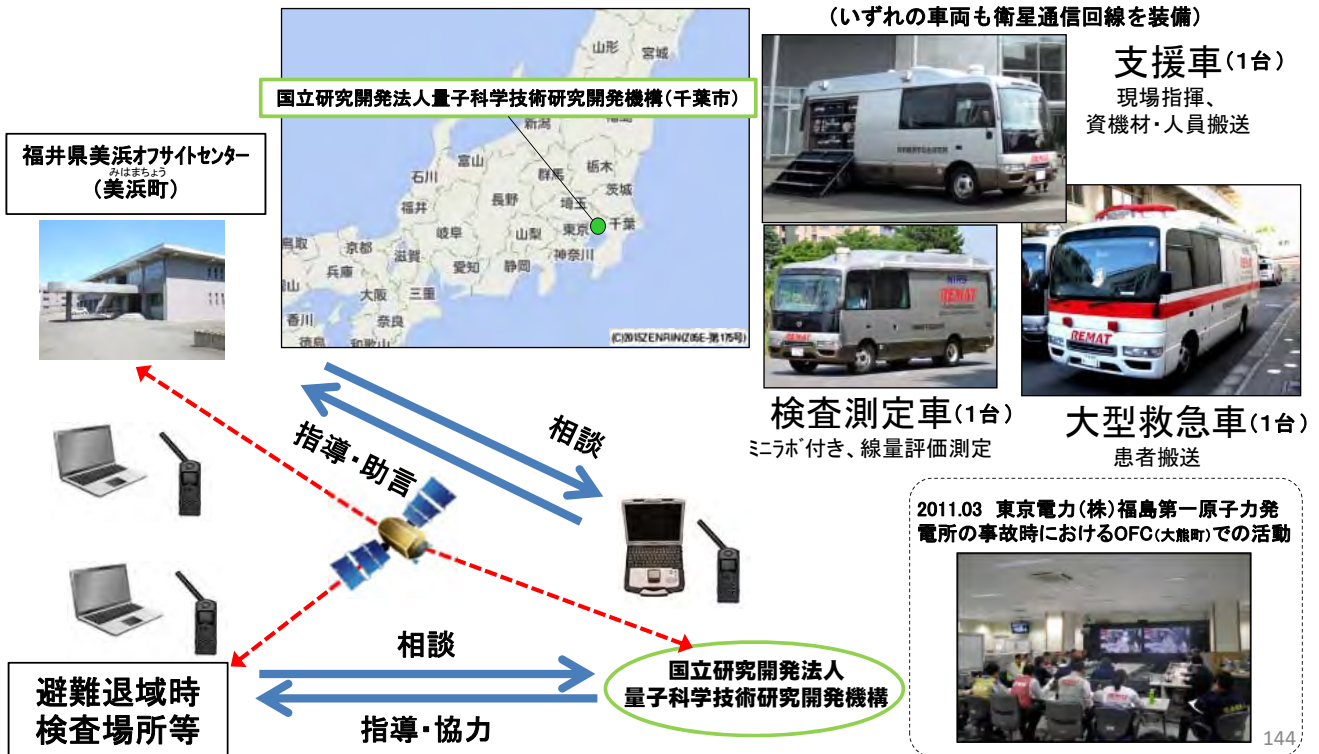 (いずれの車両も衛星通信回線を装備)
支援車(1台)
現場指揮、
資機材・人員搬送
国立研究開発法人量子科学技術研究開発機構(千葉市)
山形
宮城
新潟
富山
石川
群馬
栃木
茨城
福井
長野
埼玉
岐阜
山梨
東京
千葉
鳥取
京都
滋賀
愛知
静岡
神奈川
兵庫
大阪
三重
香川
奈良
徳島
和歌山
(C)2015ZENRIN(Z05E-第175号)
福井県美浜オフサイトセンター
みはまちょう
(美浜町)
NIRS
REMAT
REMAT
検査測定車(1台)
ミニラボ付き、線量評価測定
大型救急車(1台)
患者搬送
指導・助言
相談
2011.03 東京電力(株)福島第一原子力発
電所の事故時におけるOFC(大熊町)での活動
相談
指導・協力
避難退域時
検査場所等
国立研究開発法人
量子科学技術研究開発機構
144